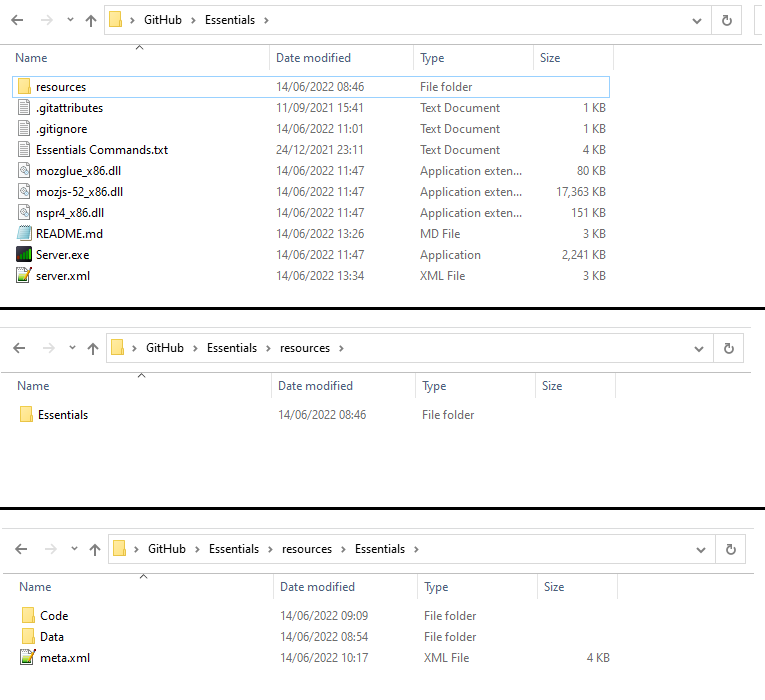 GitHub > Essentials >
Name Date modified Type Size
resources 14/06/2022 08:46 File folder
.gitattributes 11/09/2021 15:41 Text Document 1 KB
.gitignore 14/06/2022 11:01 Text Document 1 KB
Essentials Commands.txt 24/12/2021 23:11 Text Document 4 KB
mozglue_x86.dll 14/06/2022 11:47 Application exten... 80 KB
mozjs-52_x86.dll 14/06/2022 11:47 Application exten... 17,363 KB
nspr4_x86.dll 14/06/2022 11:47 Application exten... 151 KB
README.md 14/06/2022 13:26 MD File 3 KB
Server.exe 14/06/2022 11:47 Application 2,241 KB
server.xml 14/06/2022 13:34 XML File 3 KB
GitHub > Essentials > resources >
Name Date modified Type Size
Essentials 14/06/2022 08:46 File folder
GitHub > Essentials > resources > Essentials >
Name Date modified Type Size
Code 14/06/2022 09:09 File folder
Data 14/06/2022 08:54 File folder
meta.xml 14/06/2022 10:17 XML File 4 KB